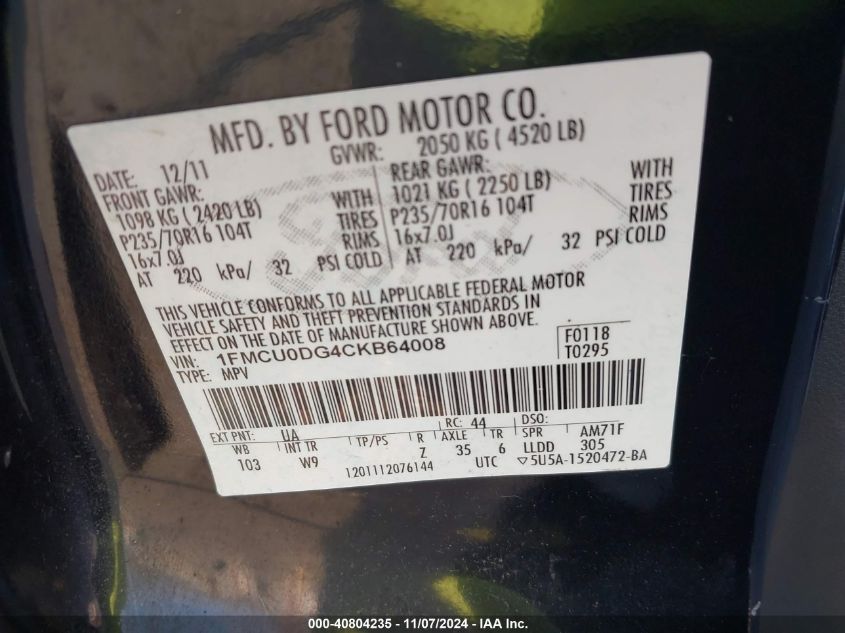 MFD. BY FORD MOTOR CO.
DATE: 12/11 GVWR: 2050 KG ( 4520 LB)
FRONT GAWR: REAR GAWR:
1098 KG ( 2420 LB) WITH 1021 KG ( 2250 LB) WITH
P235/70R16 104T TIRES P235/70R16 104T TIRES
16x7.0J RIMS 16x7.0J RIMS
AT 220 kPa/ 32 PSI COLD AT 220 kPa/ 32 PSI COLD
THIS VEHICLE CONFORMS TO ALL APPLICABLE FEDERAL MOTOR
VEHICLE SAFETY AND THEFT PREVENTION STANDARDS IN
EFFECT ON THE DATE OF MANUFACTURE SHOWN ABOVE.
VIN: 1FMCU0DG4CKB64008 F0118
TYPE: MPV T0295
EXT PNT: UA RC: 44 DSO:
WB INT TR TP/PS R AXLE TR SPR AM71F
103 W9 Z 35 6 LLDD 305
1201112076144 UTC ▽5U5A-1520472-BA
000-40804235 - 11/07/2024 - IAA Inc.